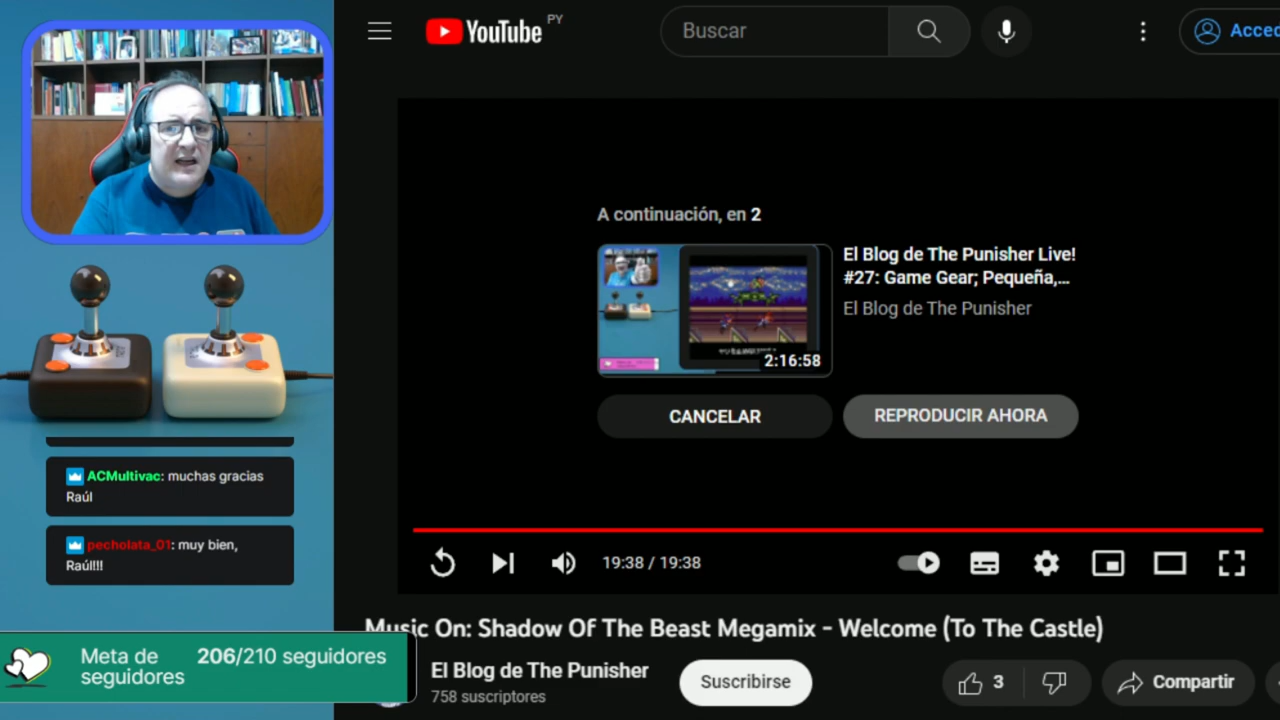 YouTube PY
Buscar
Acced
A continuación, en 2
El Blog de The Punisher Live!
#27: Game Gear; Pequeña,...
El Blog de The Punisher
2:16:58
CANCELAR
REPRODUCIR AHORA
ACMultivac: muchas gracias
Raúl
pecholata_01: muy bien,
Raúl!!!
19:38 / 19:38
Music On: Shadow Of The Beast Megamix - Welcome (To The Castle)
Meta de
seguidores
206/210 seguidores
El Blog de The Punisher
758 suscriptores
Suscribirse
3
Compartir